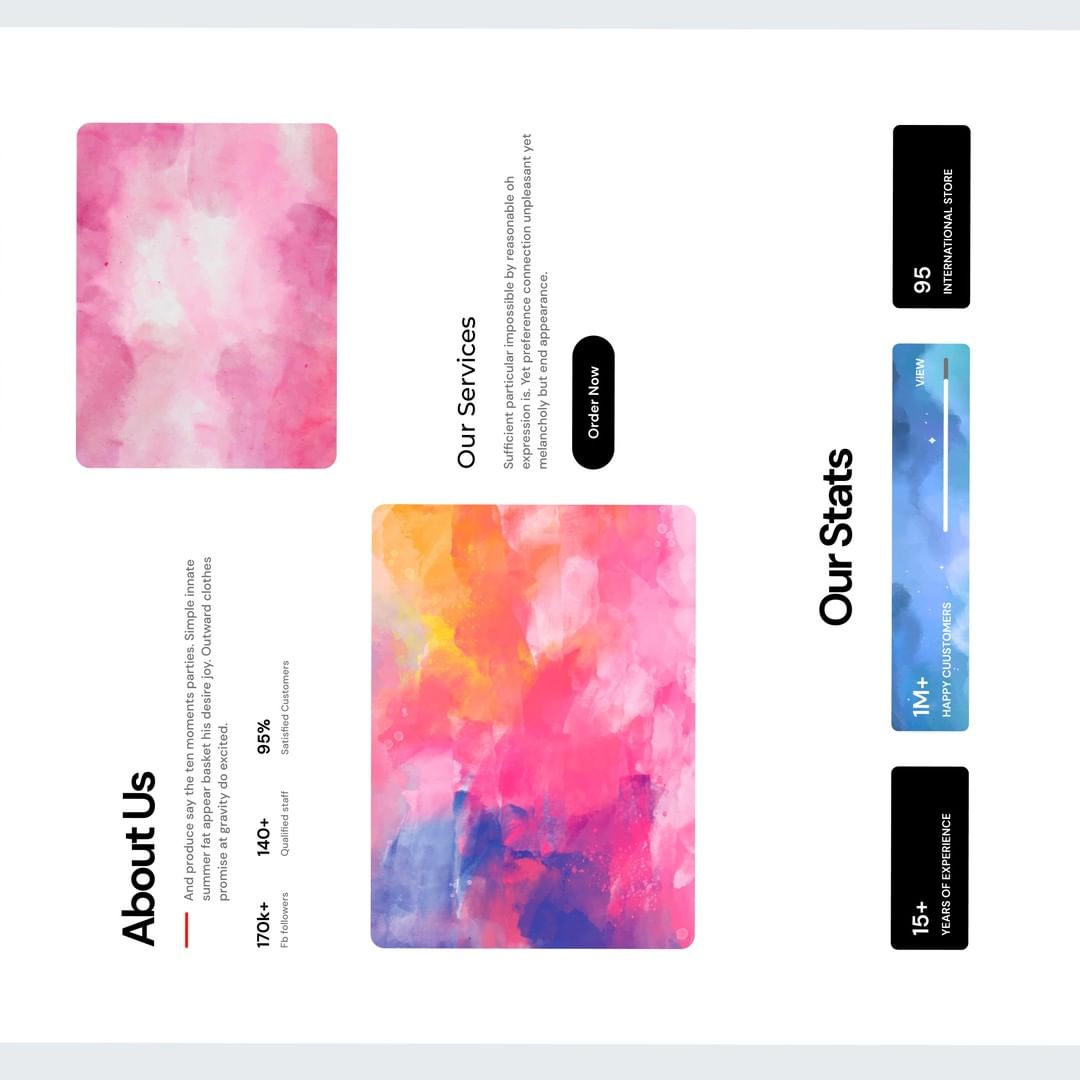 About Us
And produce say the ten moments parties. Simple innate
summer fat appear basket his desire joy. Outward clothes
promise at gravity do excited.
170k+ 140+ 95%
Fb followers Qualified staff Satisfied Customers
Our Services
Sufficient particular impossible by reasonable oh
expression is. Yet preference connection unpleasant yet
melancholy but end appearance.
Order Now
Our Stats
15+
YEARS OF EXPERIENCE
1M+
HAPPY CUUSTOMERS
VIEW
95
INTERNATIONAL STORE